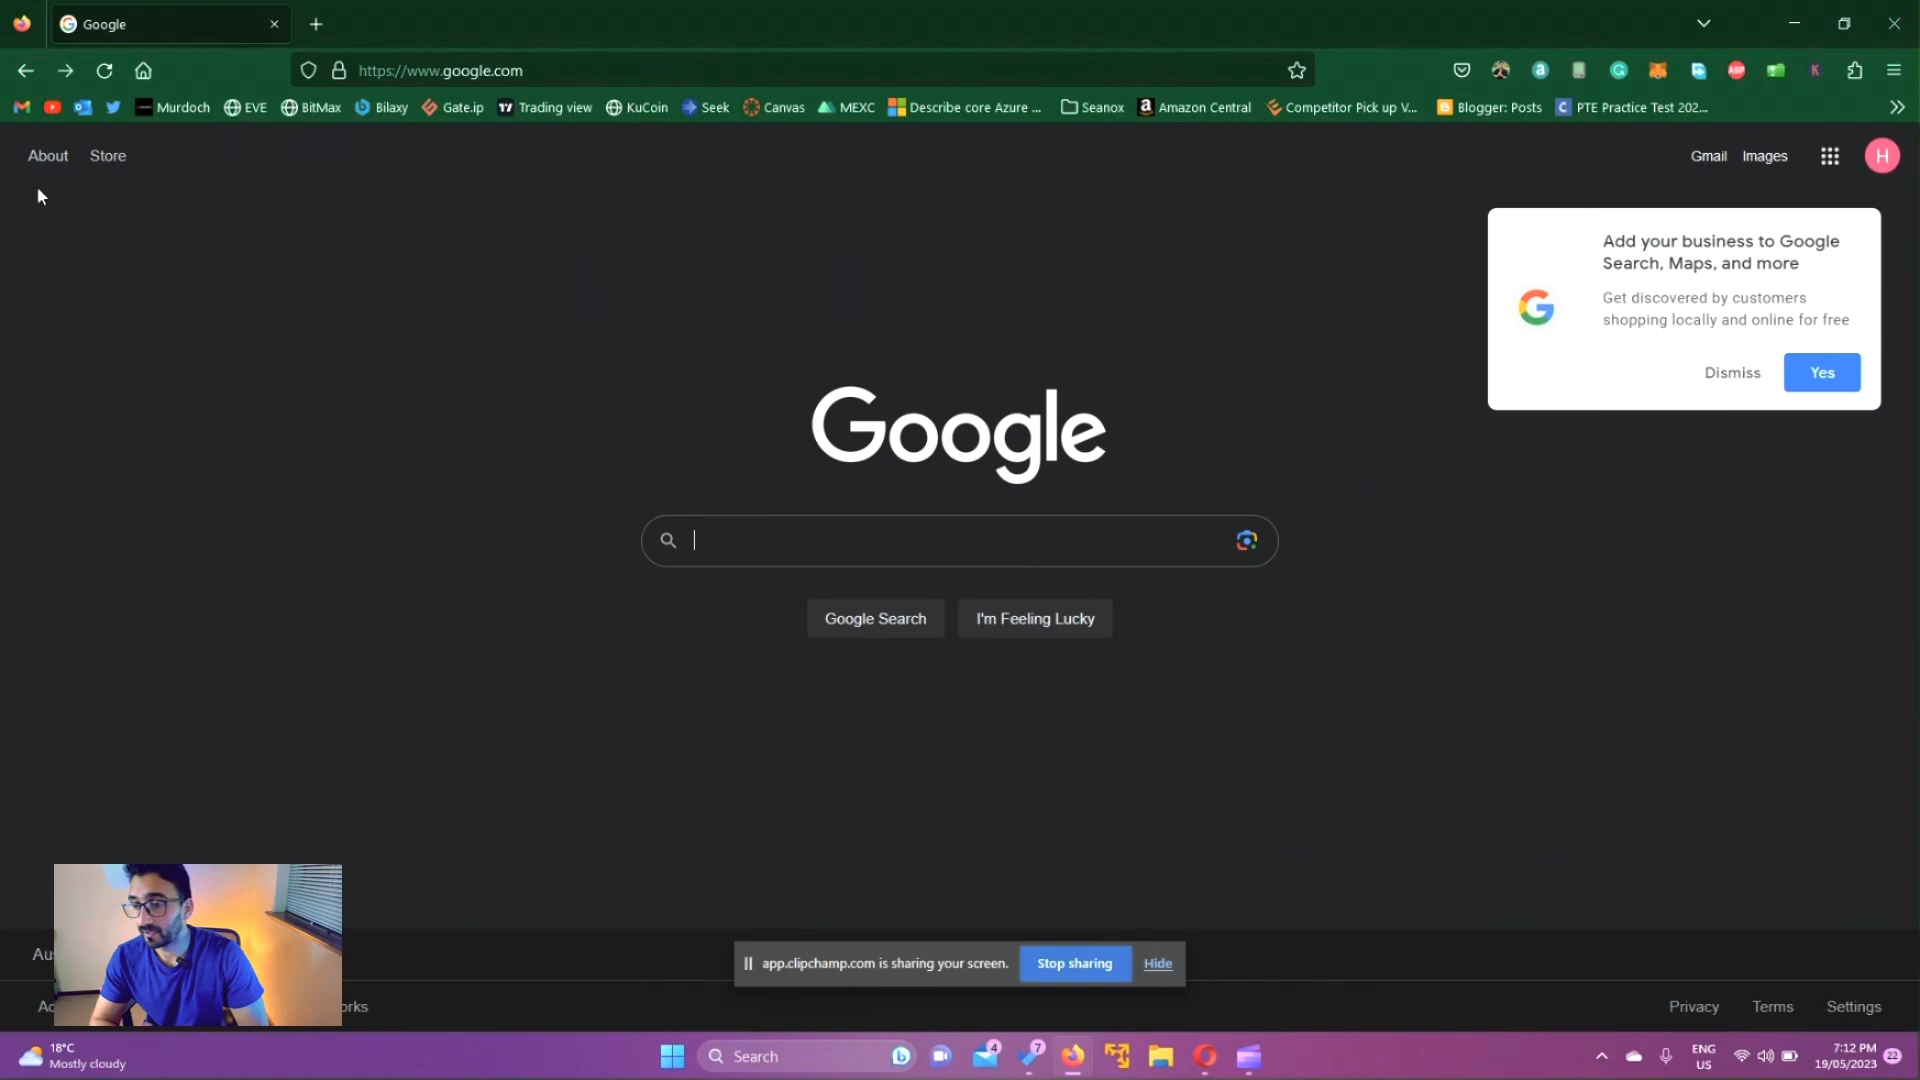 Google
https://www.google.com
Murdoch
EVE
BitMax
Bilaxy
Gate.ip
Trading view
KuCoin
Seek
Canvas
MEXC
Describe core Azure ...
Seanox
Amazon Central
Competitor Pick up V...
Blogger: Posts
PTE Practice Test 202...
About
Store
Gmail
Images
H
Add your business to Google
Search, Maps, and more
Get discovered by customers
shopping locally and online for free
Dismiss
Yes
Google
Google Search
I'm Feeling Lucky
app.clipchamp.com is sharing your screen.
Stop sharing
Hide
Privacy
Terms
Settings
18°C
Mostly cloudy
Search
4
7
ENG
US
7:12 PM
19/05/2023
22